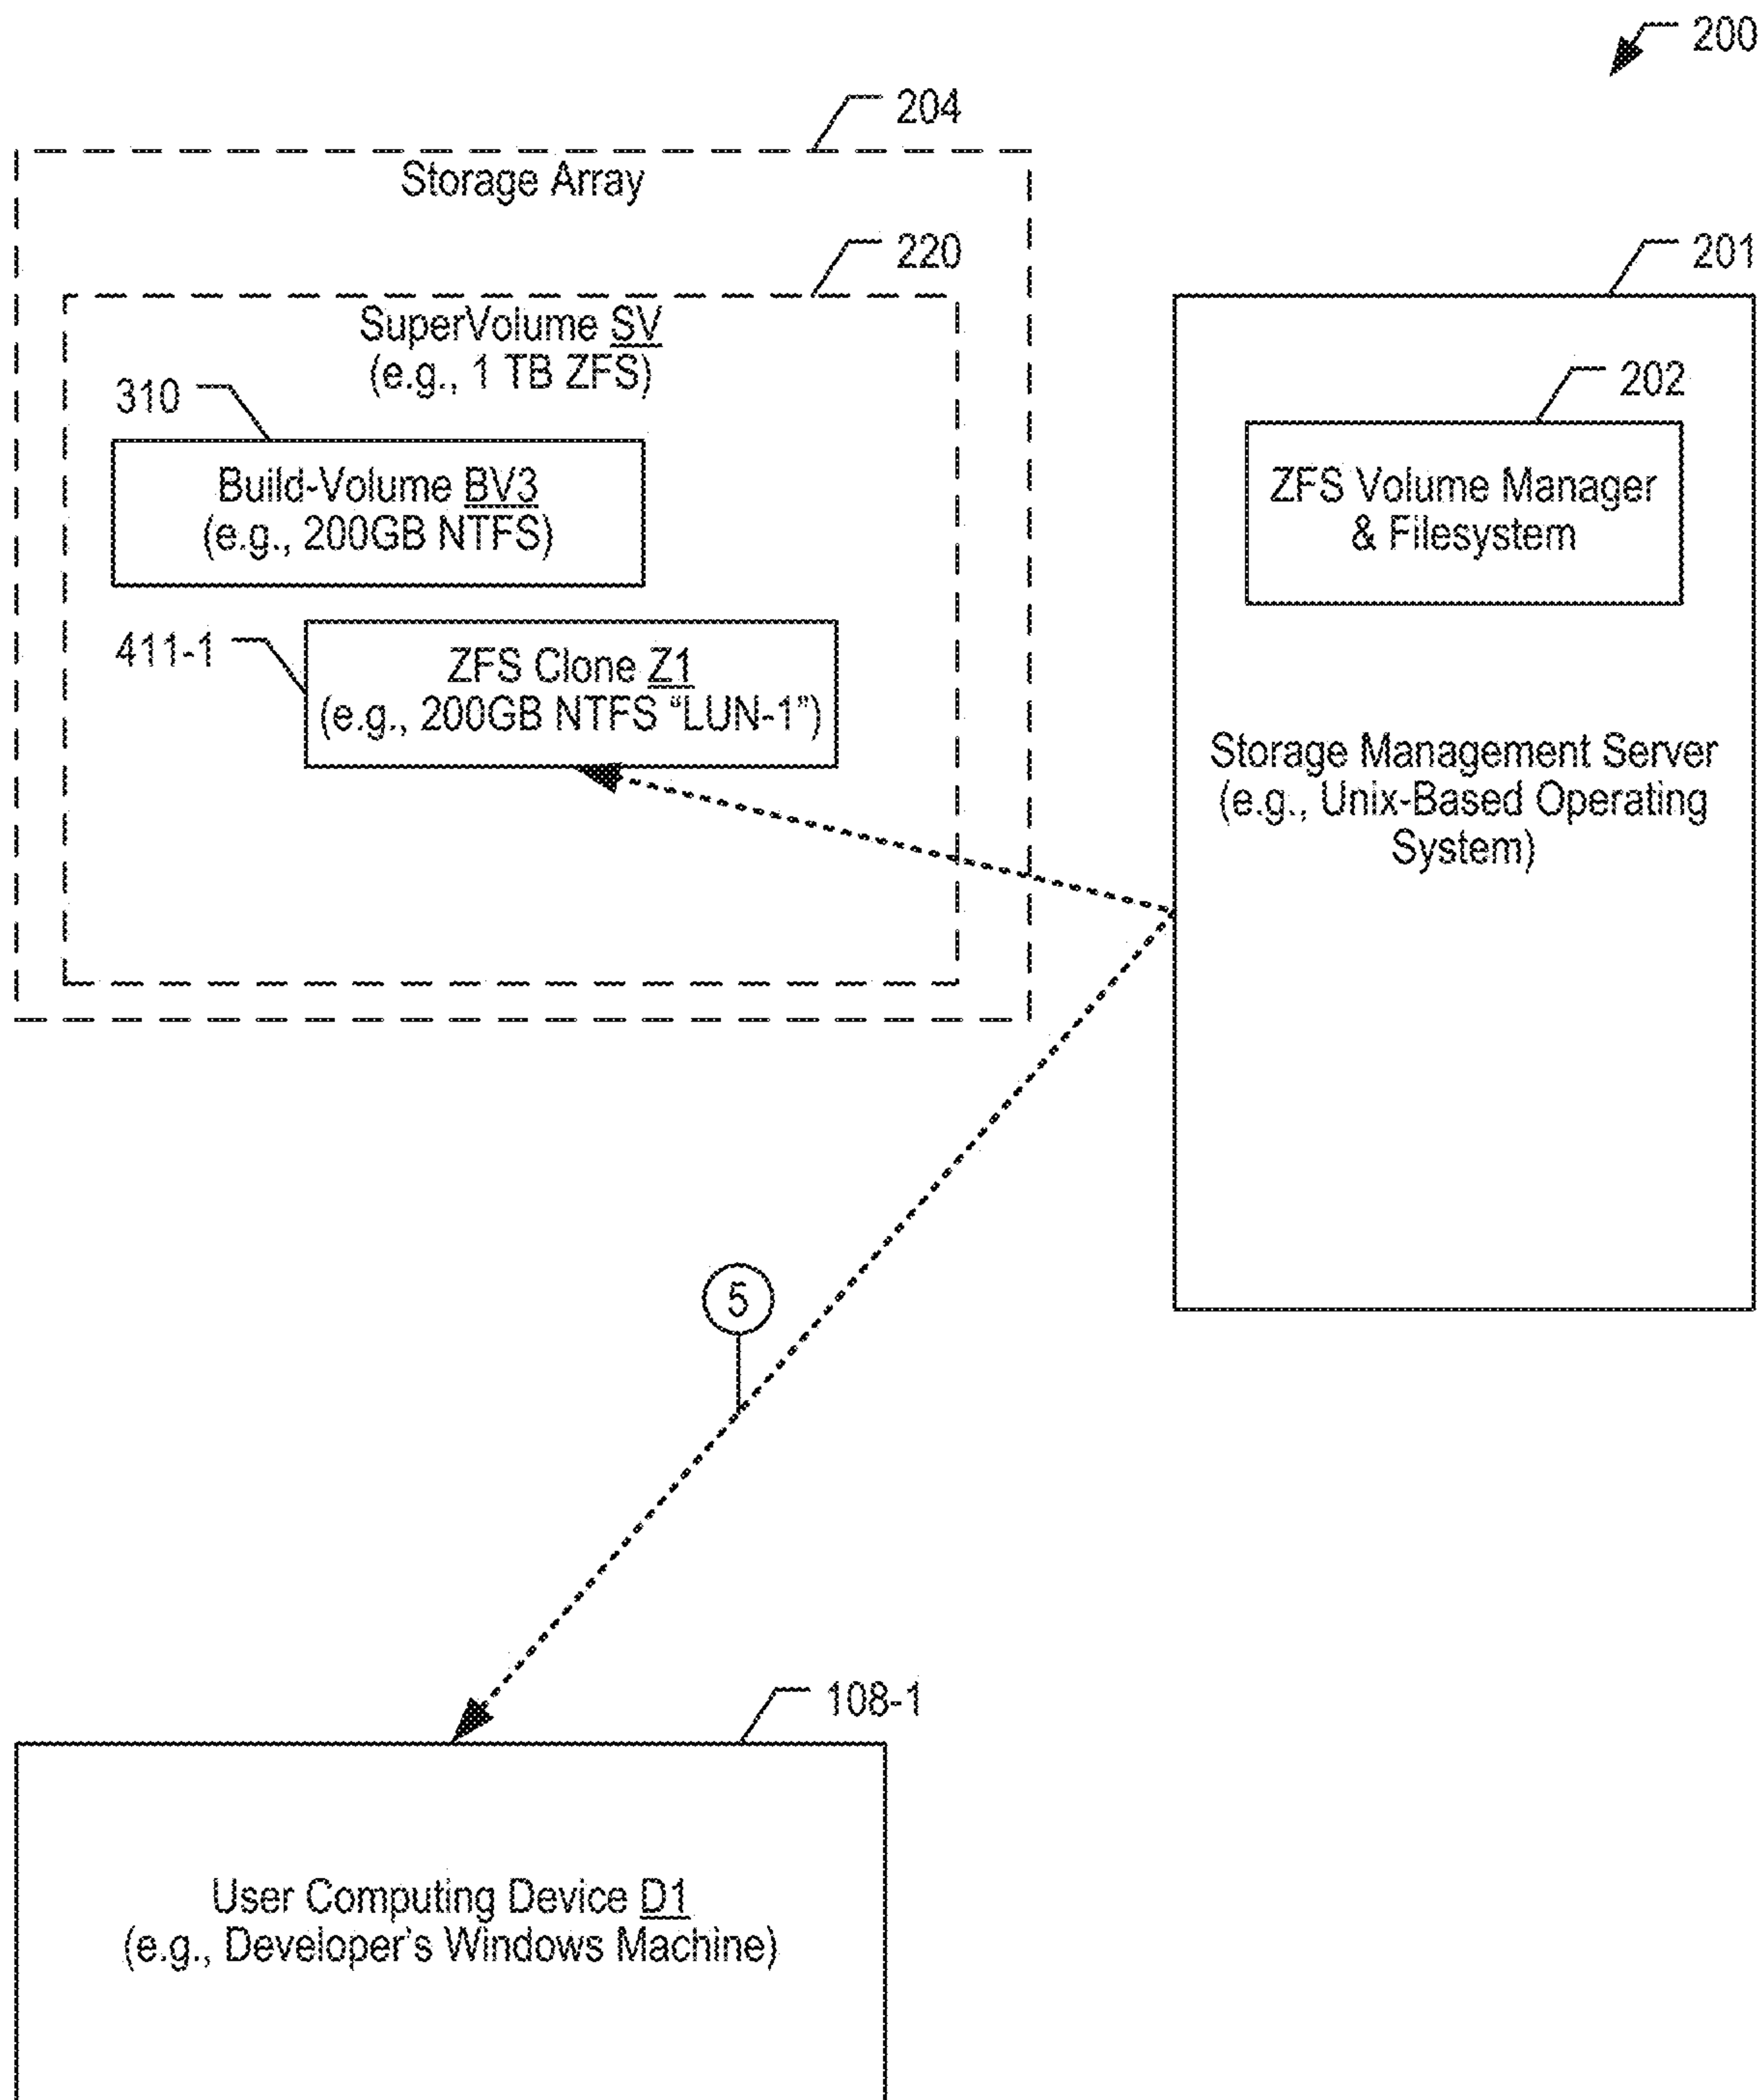 200
204
Storage Array
220
201
SuperVolume SV
(e.g., 1 TB ZFS)
202
310
Build-Volume BV3
(e.g., 200GB NTFS)
ZFS Volume Manager
& Filesystem
411-1
ZFS Clone Z1
(e.g., 200GB NTFS “LUN-1”)
Storage Management Server
(e.g., Unix-Based Operating
System)
5
108-1
User Computing Device D1
(e.g., Developer’s Windows Machine)